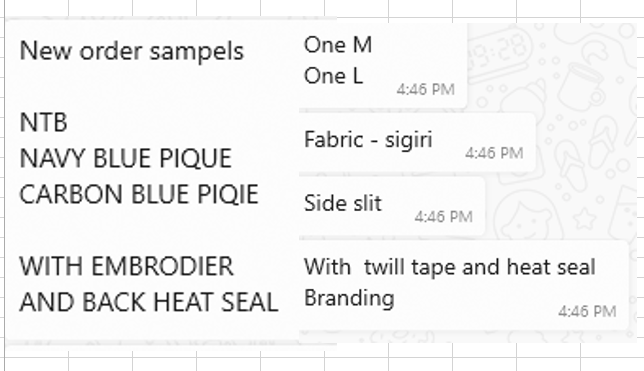 New order sampels
NTB
NAVY BLUE PIQUE
CARBON BLUE PIQIE
WITH EMBRODIER
AND BACK HEAT SEAL
One M
One L
4:46 PM
Fabric - sigiri
4:46 PM
Side slit
4:46 PM
With twill tape and heat seal
Branding
4:46 PM